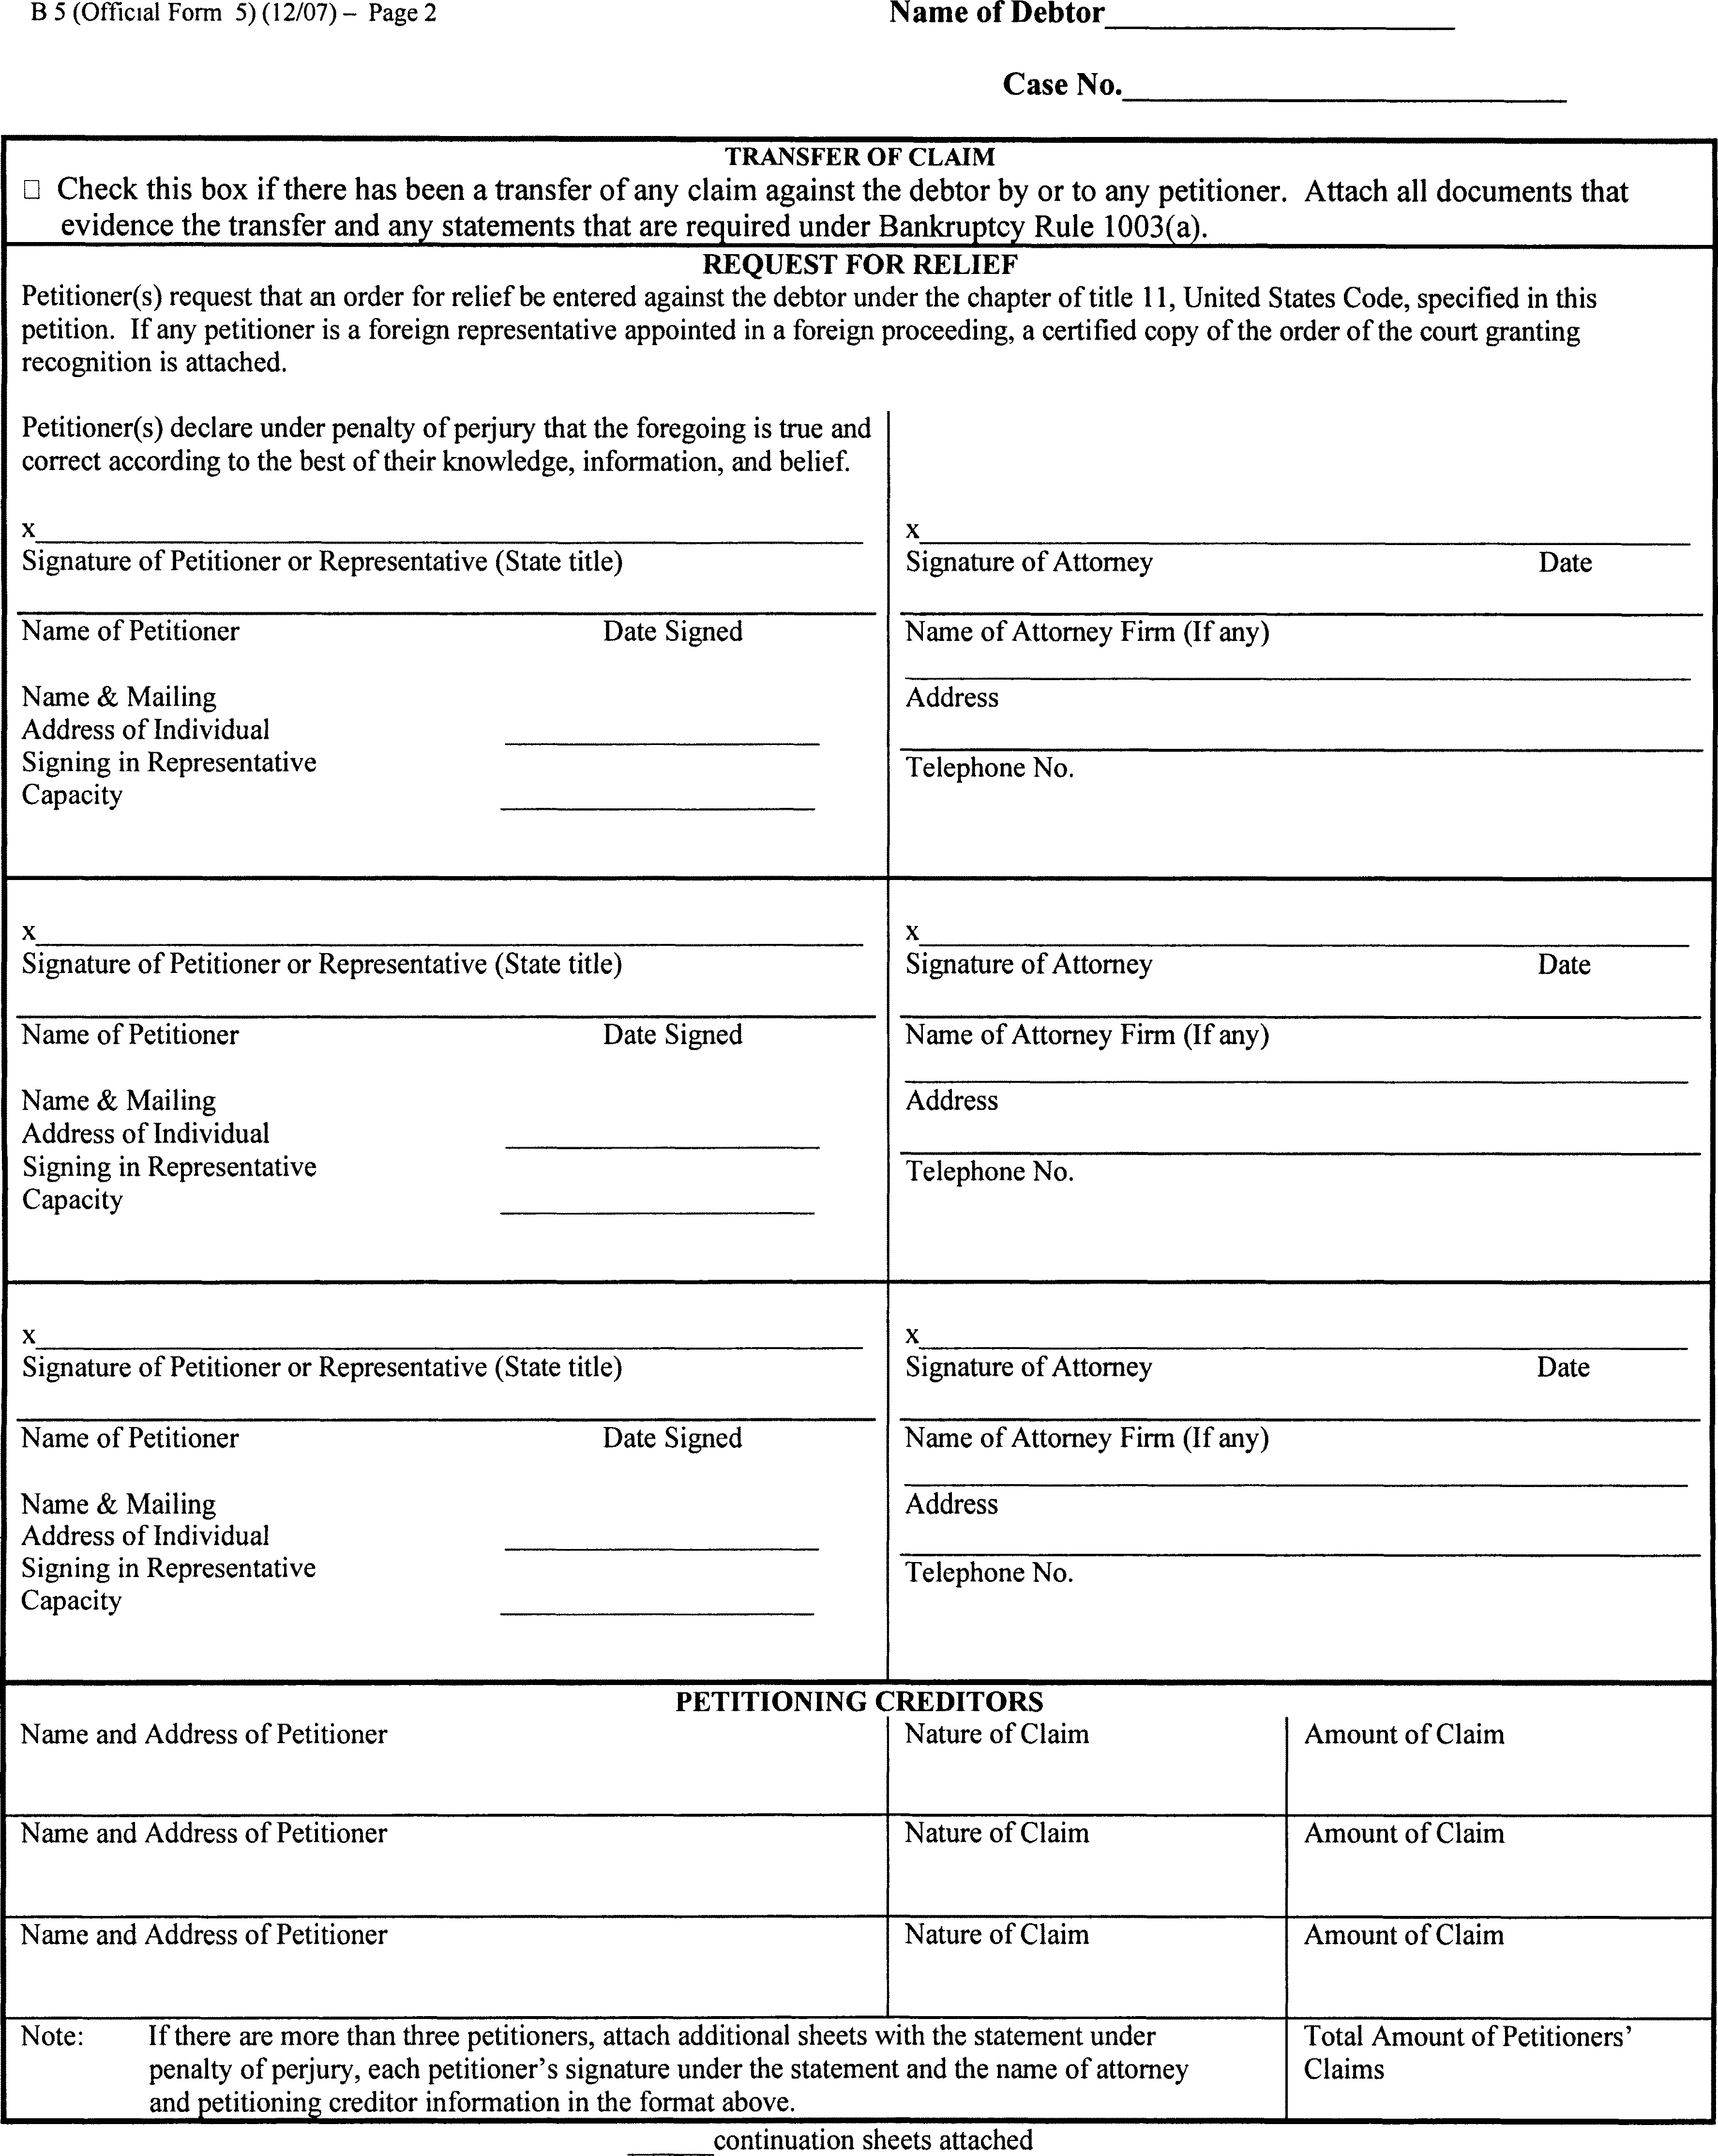 B 5 (Official Form 5) (12/07) – Page 2
Name of Debtor
Case No.
TRANSFER OF CLAIM
☐ Check this box if there has been a transfer of any claim against the debtor by or to any petitioner. Attach all documents that
evidence the transfer and any statements that are required under Bankruptcy Rule 1003(a).
REQUEST FOR RELIEF
Petitioner(s) request that an order for relief be entered against the debtor under the chapter of title 11, United States Code, specified in this
petition. If any petitioner is a foreign representative appointed in a foreign proceeding, a certified copy of the order of the court granting
recognition is attached.
Petitioner(s) declare under penalty of perjury that the foregoing is true and
correct according to the best of their knowledge, information, and belief.
x
Signature of Petitioner or Representative (State title)
Name of Petitioner Date Signed
Name & Mailing
Address of Individual
Signing in Representative
Capacity
x
Signature of Attorney Date
Name of Attorney Firm (If any)
Address
Telephone No.
x
Signature of Petitioner or Representative (State title)
Name of Petitioner Date Signed
Name & Mailing
Address of Individual
Signing in Representative
Capacity
x
Signature of Attorney Date
Name of Attorney Firm (If any)
Address
Telephone No.
x
Signature of Petitioner or Representative (State title)
Name of Petitioner Date Signed
Name & Mailing
Address of Individual
Signing in Representative
Capacity
x
Signature of Attorney Date
Name of Attorney Firm (If any)
Address
Telephone No.
PETITIONING CREDITORS
Name and Address of Petitioner Nature of Claim Amount of Claim
Name and Address of Petitioner Nature of Claim Amount of Claim
Name and Address of Petitioner Nature of Claim Amount of Claim
Note: If there are more than three petitioners, attach additional sheets with the statement under
penalty of perjury, each petitioner’s signature under the statement and the name of attorney
and petitioning creditor information in the format above.
Total Amount of Petitioners’
Claims
continuation sheets attached